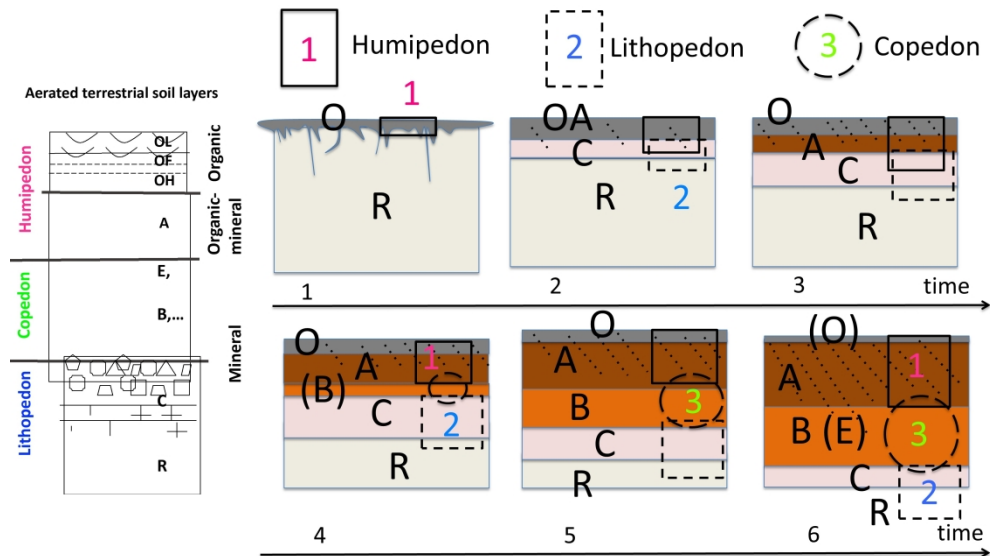 1 Humipedon
2 Lithopedon
3 Copedon
Aerated terrestrial soil layers
Humipedon
Copedon
Lithopedon
OL
OF
OH
A
E,
B,...
C
R
Organic
Organic-
mineral
Mineral
O
1
R
1
OA
C
R
2
2
O
A
C
R
3
time
O
A
1
(B)
C
2
R
4
O
A
B
3
C
R
5
(O)
A
1
B (E)
3
C
2
R
6
time